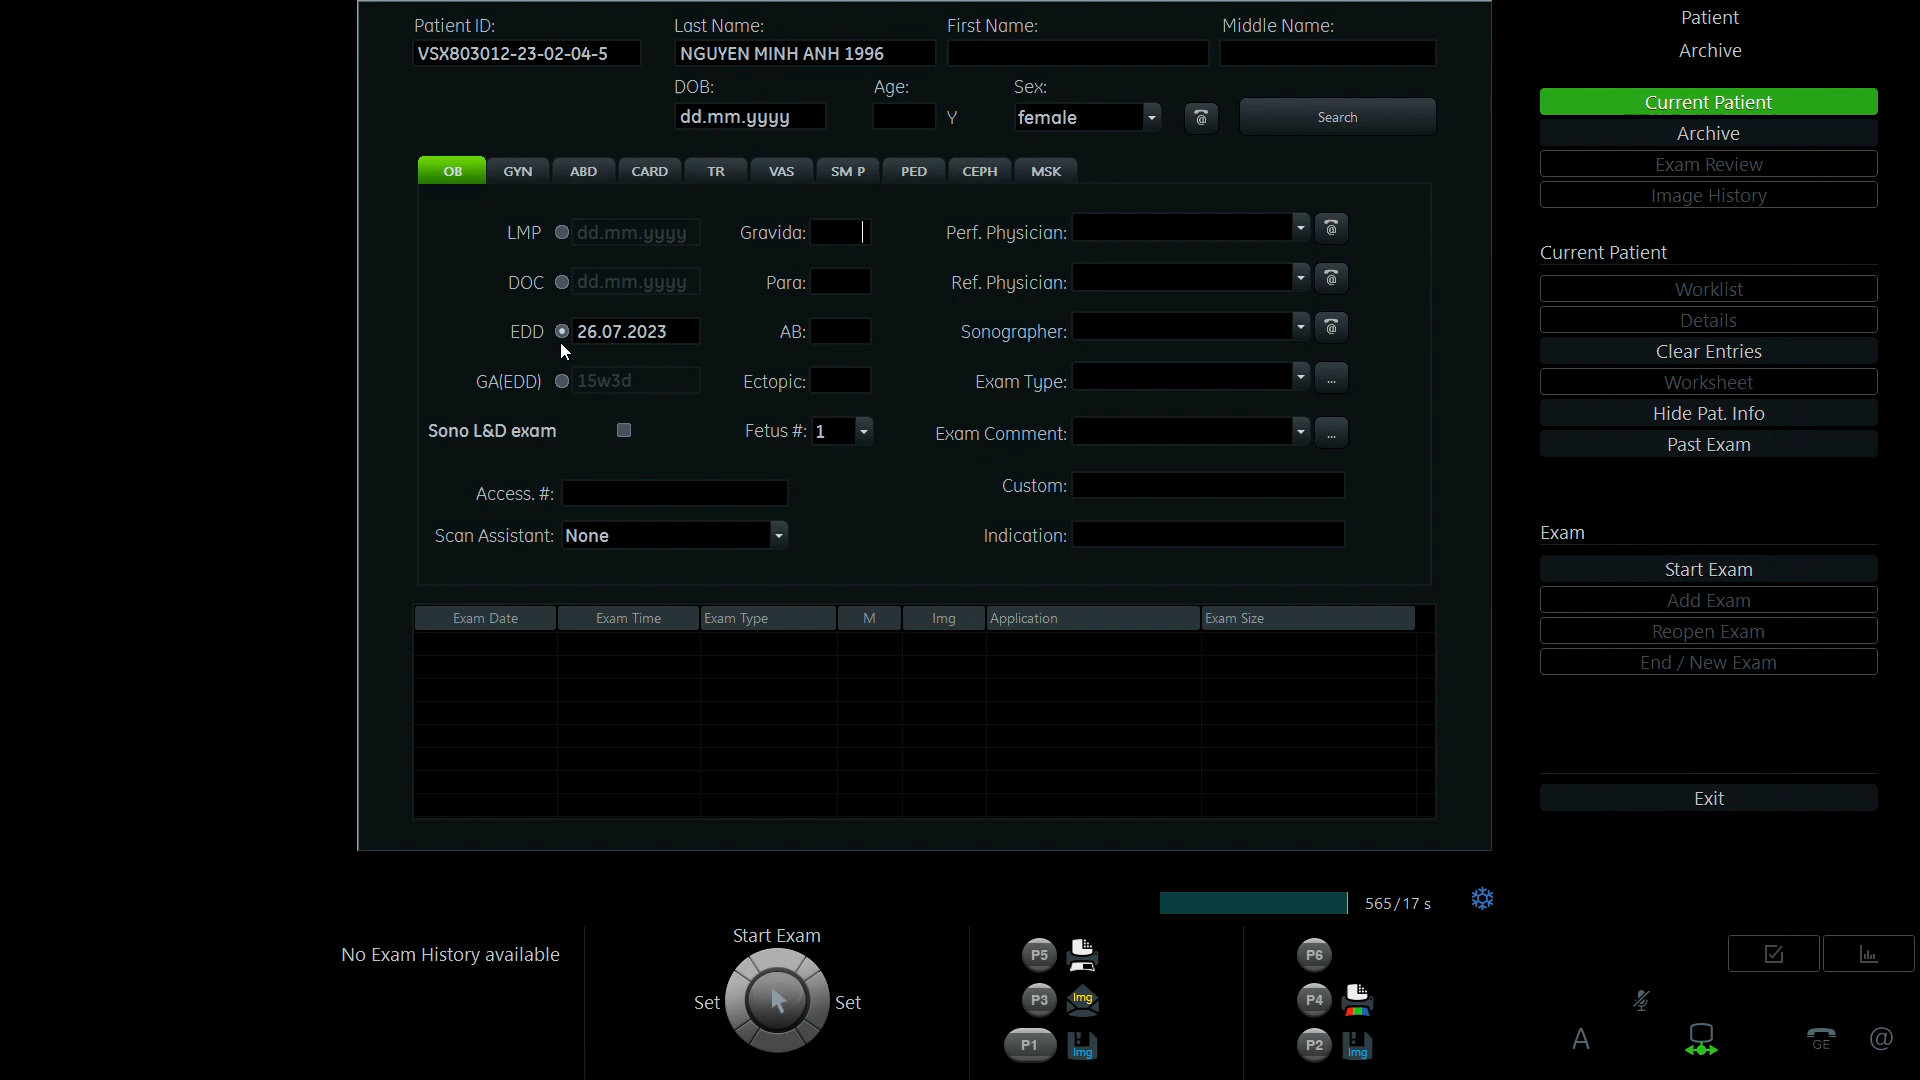 Patient ID: Last Name: First Name: Middle Name:
VSX803012-23-02-04-5 NGUYEN MINH ANH 1996
DOB: Age: Sex:
dd.mm.yyyy Y female @ Search
OB GYN ABD CARD TR VAS SM P PED CEPH MSK
LMP dd.mm.yyyy Gravida: Perf. Physician: @
DOC dd.mm.yyyy Para: Ref. Physician: @
EDD 26.07.2023 AB: Sonographer: @
GA(EDD) 15w3d Ectopic: Exam Type: ...
Sono L&D exam Fetus #: 1 Exam Comment: ...
Access. #: Custom:
Scan Assistant: None Indication:
Exam Date Exam Time Exam Type M Img Application Exam Size
565/17 s
No Exam History available
Start Exam
Set Set
P5
P3 Img
P1 Img
P6
P4
P2 Img
Patient
Archive
Current Patient
Archive
Exam Review
Image History
Current Patient
Worklist
Details
Clear Entries
Worksheet
Hide Pat. Info
Past Exam
Exam
Start Exam
Add Exam
Reopen Exam
End / New Exam
Exit
A GE @